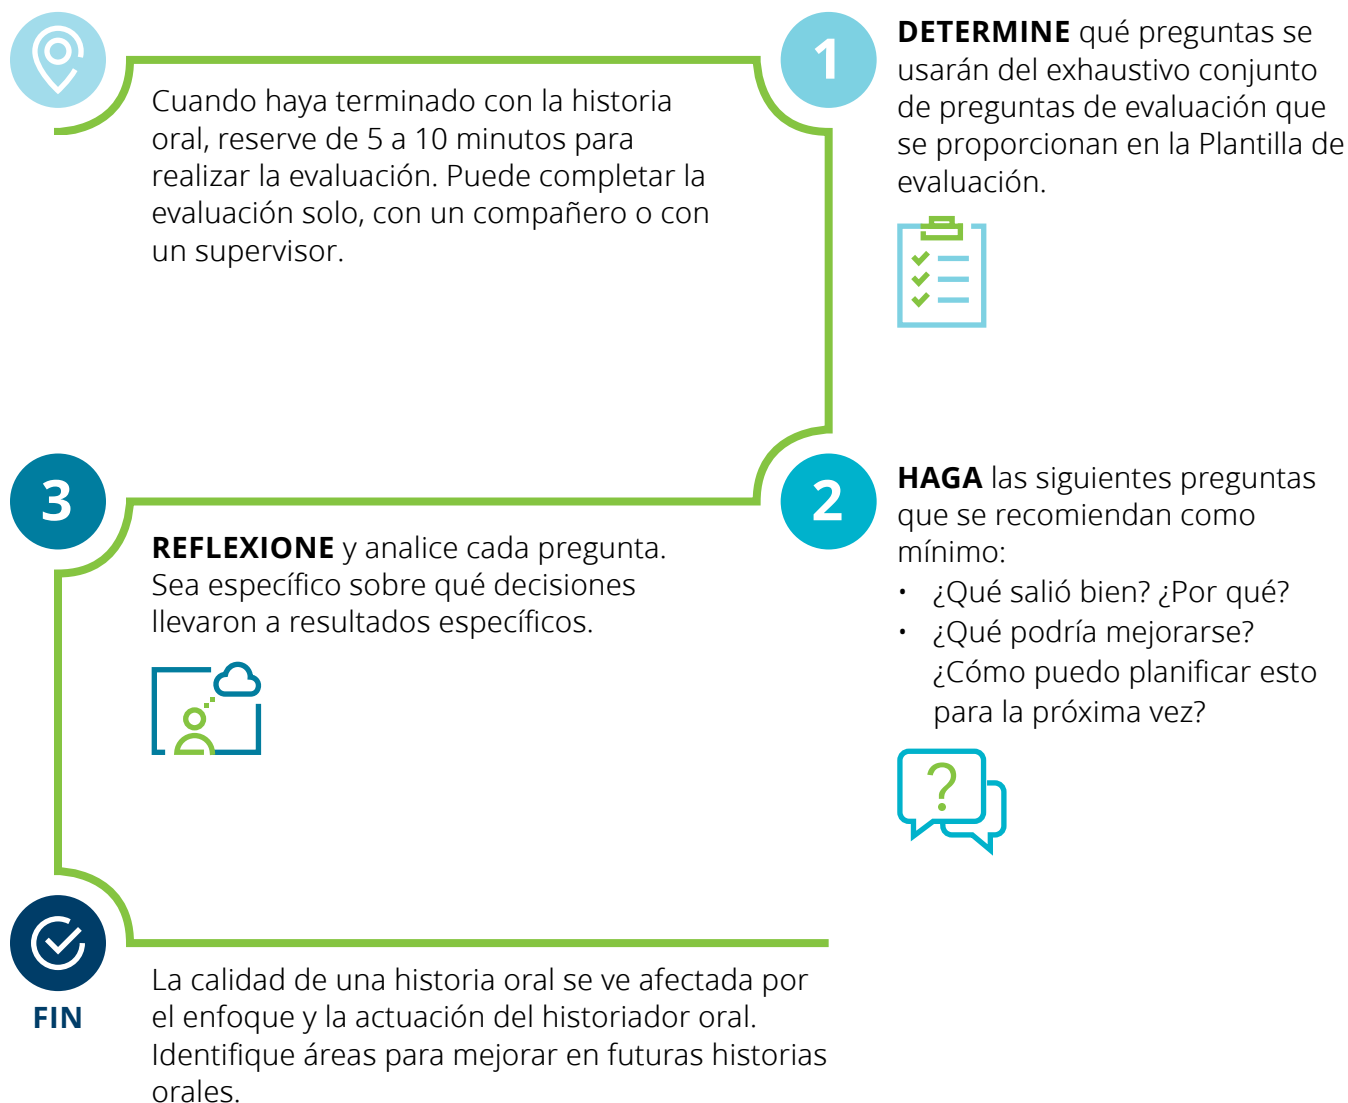 Cuando haya terminado con la historia
oral, reserve de 5 a 10 minutos para
realizar la evaluación. Puede completar la
evaluación solo, con un compañero o con
un supervisor.
1
DETERMINE qué preguntas se
usarán del exhaustivo conjunto
de preguntas de evaluación que
se proporcionan en la Plantilla de
evaluación.
2
HAGA las siguientes preguntas
que se recomiendan como
mínimo:
• ¿Qué salió bien? ¿Por qué?
• ¿Qué podría mejorarse?
¿Cómo puedo planificar esto
para la próxima vez?
?
3
REFLEXIONE y analice cada pregunta.
Sea específico sobre qué decisiones
llevaron a resultados específicos.
FIN
La calidad de una historia oral se ve afectada por
el enfoque y la actuación del historiador oral.
Identifique áreas para mejorar en futuras historias
orales.